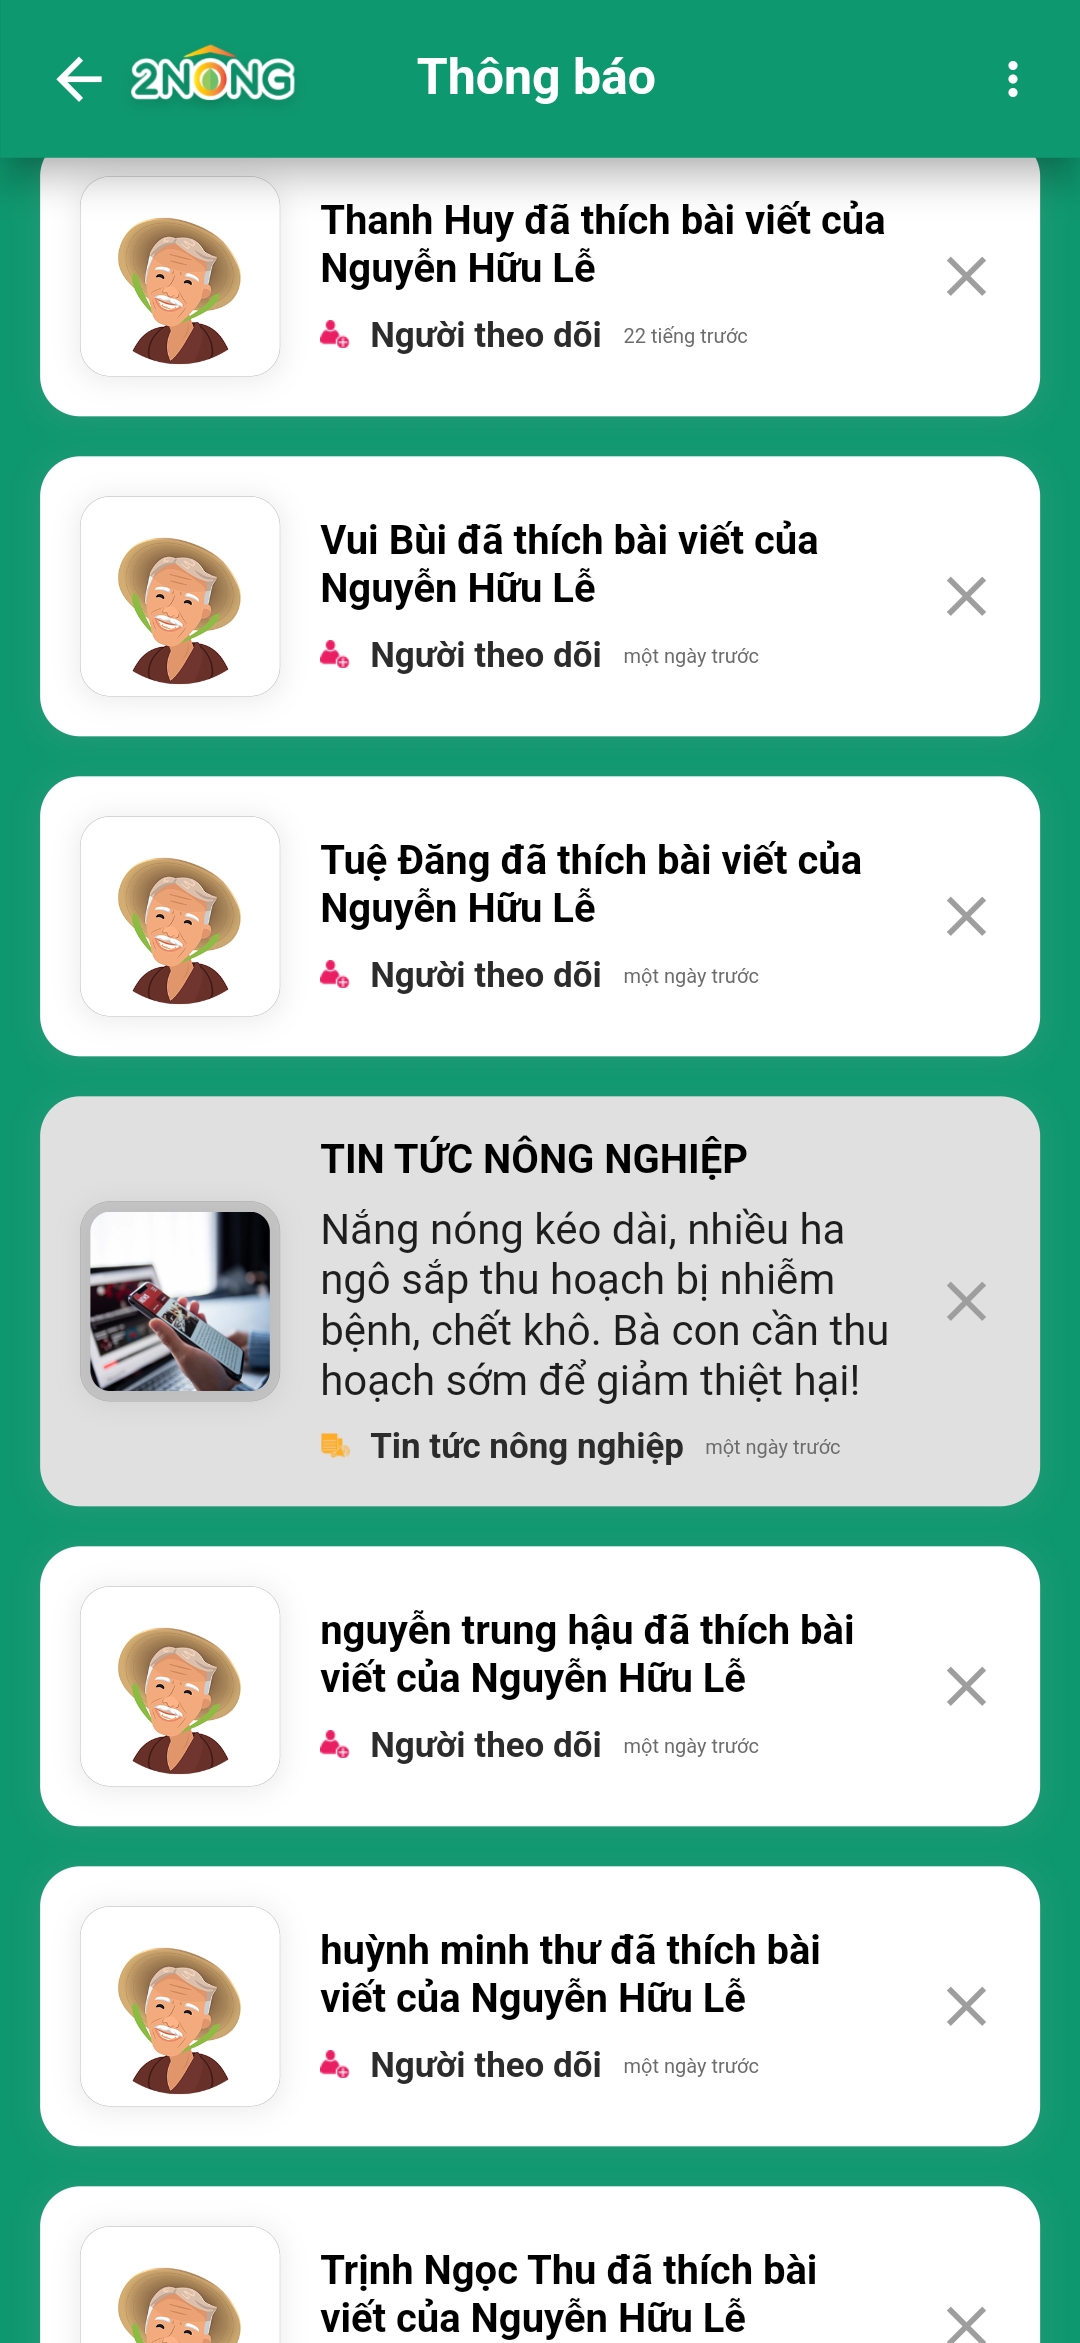 2NONG
Thông báo
Thanh Huy đã thích bài viết của
Nguyễn Hữu Lễ
Người theo dõi 22 tiếng trước
Vui Bùi đã thích bài viết của
Nguyễn Hữu Lễ
Người theo dõi một ngày trước
Tuệ Đăng đã thích bài viết của
Nguyễn Hữu Lễ
Người theo dõi một ngày trước
TIN TỨC NÔNG NGHIỆP
Nắng nóng kéo dài, nhiều ha
ngô sắp thu hoạch bị nhiễm
bệnh, chết khô. Bà con cần thu
hoạch sớm để giảm thiệt hại!
Tin tức nông nghiệp một ngày trước
nguyễn trung hậu đã thích bài
viết của Nguyễn Hữu Lễ
Người theo dõi một ngày trước
huỳnh minh thư đã thích bài
viết của Nguyễn Hữu Lễ
Người theo dõi một ngày trước
Trịnh Ngọc Thu đã thích bài
viết của Nguyễn Hữu Lễ